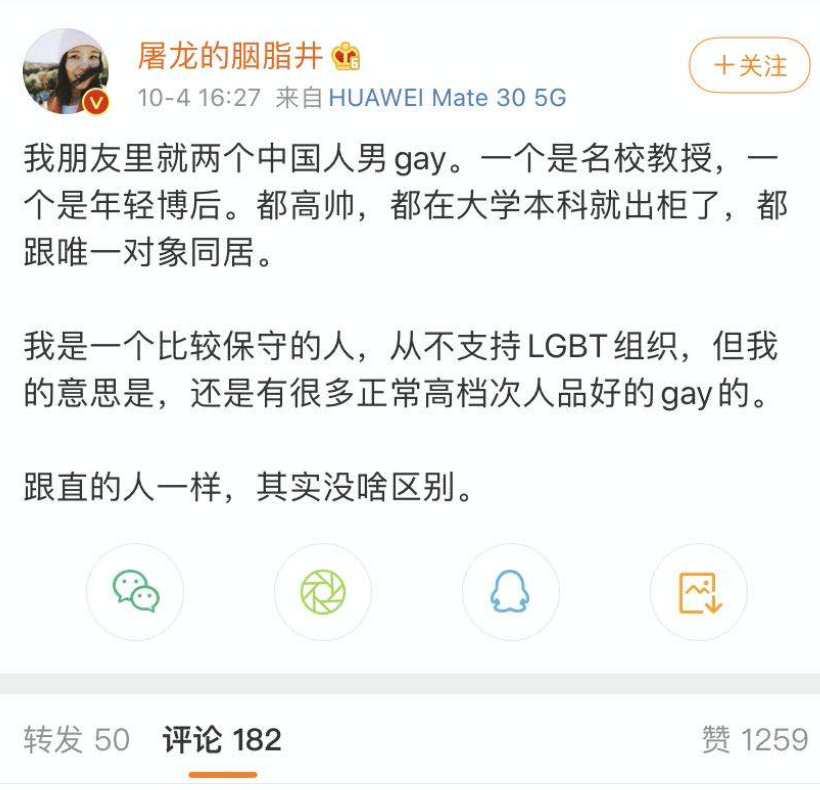 屠龙的胭脂井
+关注
10-4 16:27 来自 HUAWEI Mate 30 5G
我朋友里就两个中国人男gay。一个是名校教授，一
个是年轻博后。都高帅，都在大学本科就出柜了，都
跟唯一对象同居。
我是一个比较保守的人，从不支持LGBT组织，但我
的意思是，还是有很多正常高档次人品好的gay的。
跟直的人一样，其实没啥区别。
转发 50 评论 182 赞 1259